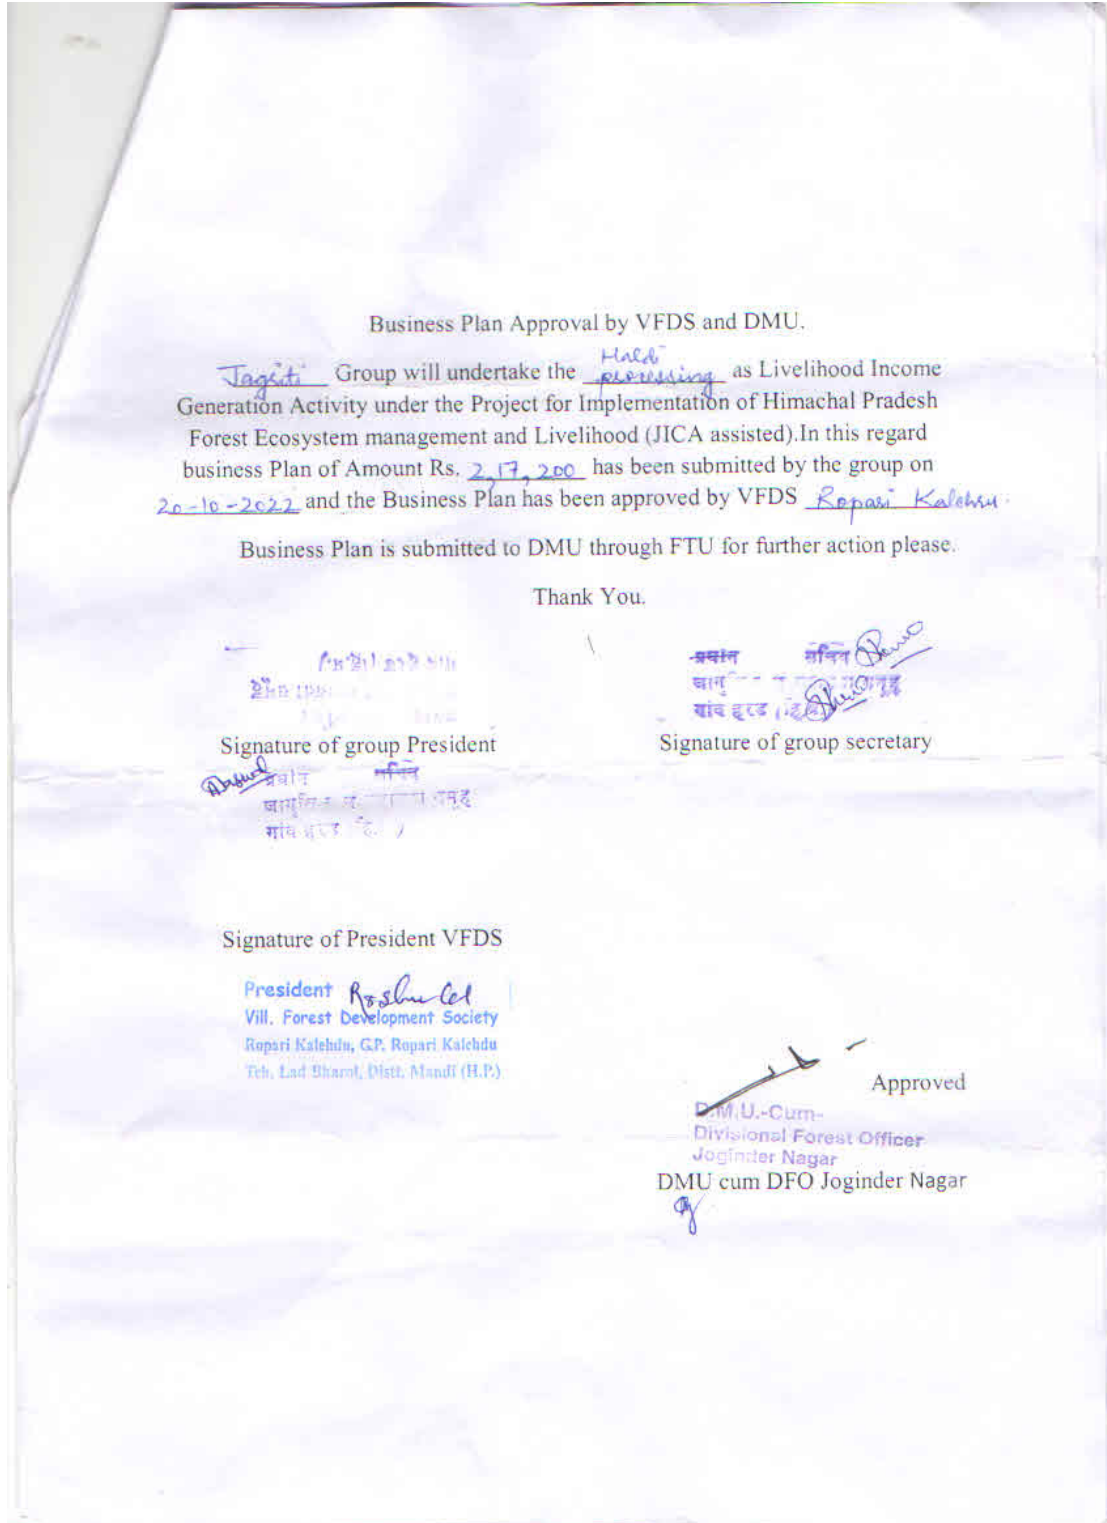 Business Plan Approval by VFDS and DMU.
Jagriti Group will undertake the Haldi processing as Livelihood Income
Generation Activity under the Project for Implementation of Himachal Pradesh
Forest Ecosystem management and Livelihood (JICA assisted).In this regard
business Plan of Amount Rs. 2,17,200 has been submitted by the group on
20-10-2022 and the Business Plan has been approved by VFDS Ropari Kalehru.
Business Plan is submitted to DMU through FTU for further action please.
Thank You.
प्रधान सचिव
गांव हरड
Signature of group President
Signature of group secretary
प्रधान सचिव
समूह
गांव हरड
Signature of President VFDS
President
Vill. Forest Development Society
Ropari Kalehdu, G.P. Ropari Kalehdu
Teh. Lad Bharol, Distt. Mandi (H.P.)
Approved
D.M.U.-Cum-
Divisional Forest Officer
Joginder Nagar
DMU cum DFO Joginder Nagar